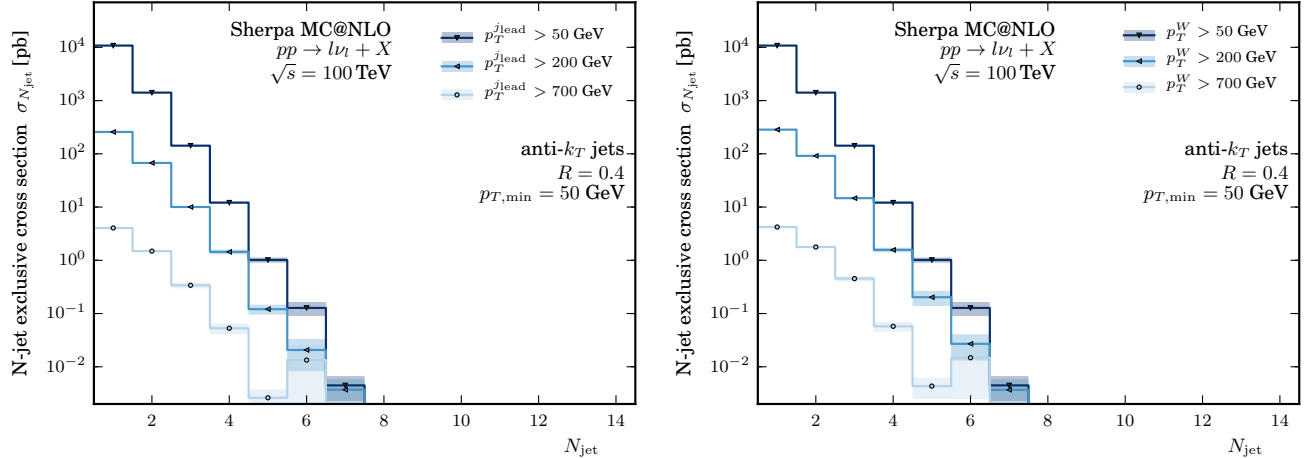 Sherpa MC@NLO
pp → lν_l + X
√s = 100 TeV
p_T^{j_lead} > 50 GeV
p_T^{j_lead} > 200 GeV
p_T^{j_lead} > 700 GeV
anti-k_T jets
R = 0.4
p_{T,min} = 50 GeV
N-jet exclusive cross section σ_{N_jet} [pb]
10^4
10^3
10^2
10^1
10^0
10^{−1}
10^{−2}
2 4 6 8 10 12 14
N_jet
Sherpa MC@NLO
pp → lν_l + X
√s = 100 TeV
p_T^W > 50 GeV
p_T^W > 200 GeV
p_T^W > 700 GeV
anti-k_T jets
R = 0.4
p_{T,min} = 50 GeV
N-jet exclusive cross section σ_{N_jet} [pb]
10^4
10^3
10^2
10^1
10^0
10^{−1}
10^{−2}
2 4 6 8 10 12 14
N_jet